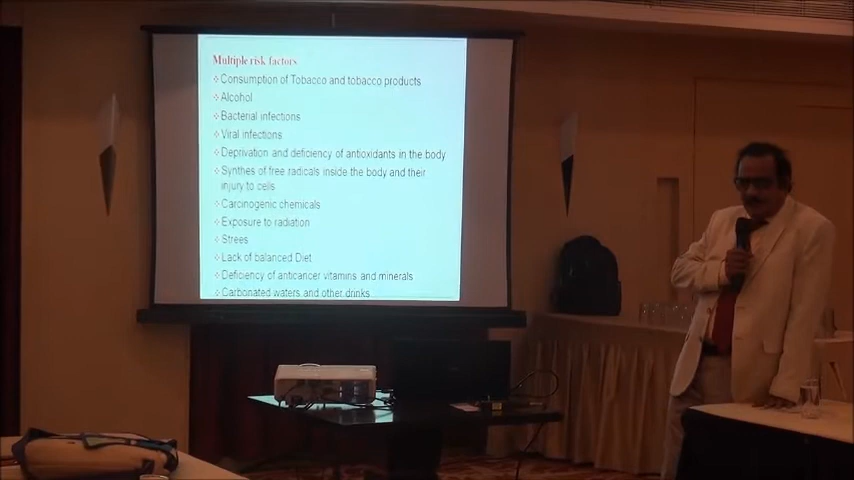 Multiple risk factors
❖Consumption of Tobacco and tobacco products
❖Alcohol
❖Bacterial infections
❖Viral infections
❖Deprivation and deficiency of antioxidants in the body
❖Synthes of free radicals inside the body and their
injury to cells
❖Carcinogenic chemicals
❖Exposure to radiation
❖Strees
❖Lack of balanced Diet
❖Deficiency of anticancer vitamins and minerals
❖Carbonated waters and other drinks